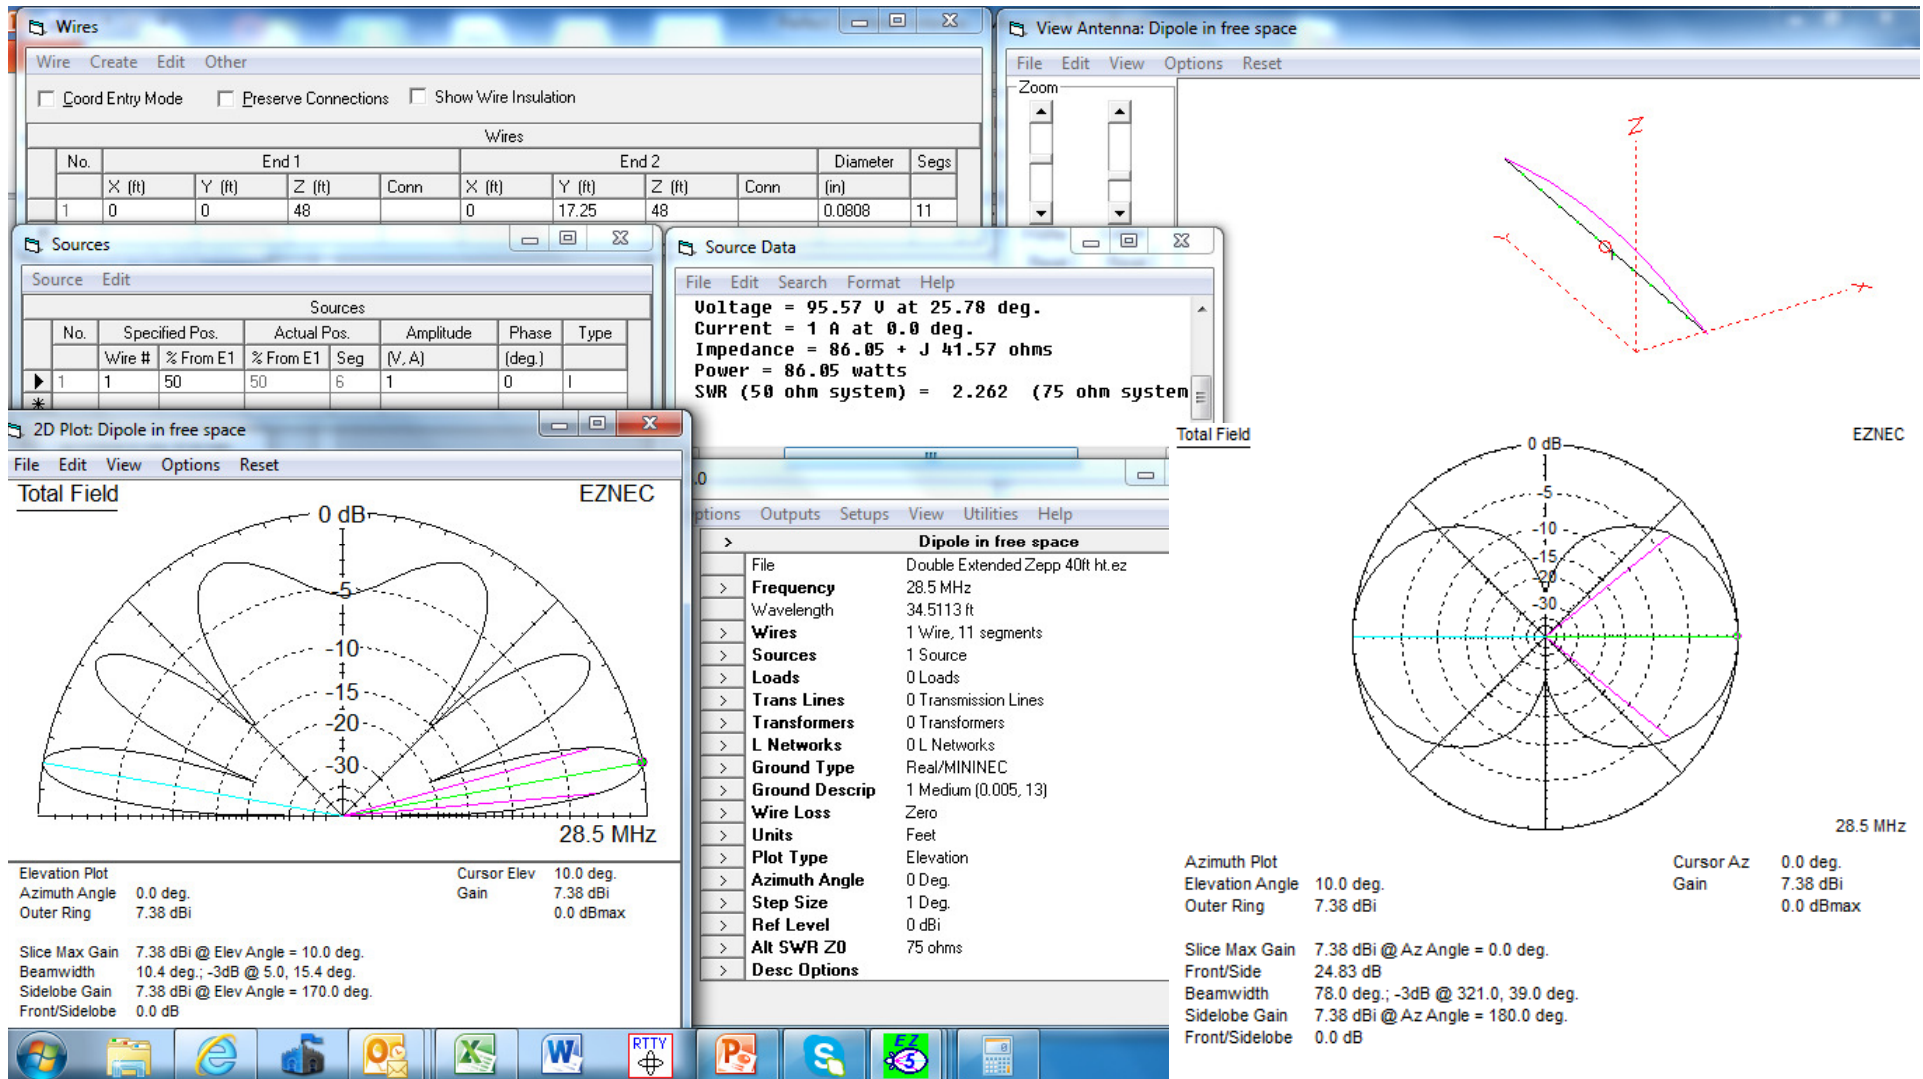 Wires
Wire Create Edit Other
Coord Entry Mode Preserve Connections Show Wire Insulation
Wires
No. End 1 End 2 Diameter Segs
X (ft) Y (ft) Z (ft) Conn X (ft) Y (ft) Z (ft) Conn (in)
1 0 0 48 0 17.25 48 0.0808 11
View Antenna: Dipole in free space
File Edit View Options Reset
Zoom
Z
Y
X
1
Sources
Source Edit
Sources
No. Specified Pos. Actual Pos. Amplitude Phase Type
Wire # % From E1 % From E1 Seg (V, A) (deg.)
1 1 50 50 6 1 0 I
*
Source Data
File Edit Search Format Help
Voltage = 95.57 V at 25.78 deg.
Current = 1 A at 0.0 deg.
Impedance = 86.05 + J 41.57 ohms
Power = 86.05 watts
SWR (50 ohm system) = 2.262 (75 ohm system
2D Plot: Dipole in free space
File Edit View Options Reset
Total Field EZNEC
0 dB
-5
-10
-15
-20
-30
28.5 MHz
Elevation Plot Cursor Elev 10.0 deg.
Azimuth Angle 0.0 deg. Gain 7.38 dBi
Outer Ring 7.38 dBi 0.0 dBmax
Slice Max Gain 7.38 dBi @ Elev Angle = 10.0 deg.
Beamwidth 10.4 deg.; -3dB @ 5.0, 15.4 deg.
Sidelobe Gain 7.38 dBi @ Elev Angle = 170.0 deg.
Front/Sidelobe 0.0 dB
.0
ptions Outputs Setups View Utilities Help
> Dipole in free space
File Double Extended Zepp 40ft ht.ez
> Frequency 28.5 MHz
Wavelength 34.5113 ft
> Wires 1 Wire, 11 segments
> Sources 1 Source
> Loads 0 Loads
> Trans Lines 0 Transmission Lines
> Transformers 0 Transformers
> L Networks 0 L Networks
> Ground Type Real/MININEC
> Ground Descrip 1 Medium (0.005, 13)
> Wire Loss Zero
> Units Feet
> Plot Type Elevation
> Azimuth Angle 0 Deg.
> Step Size 1 Deg.
> Ref Level 0 dBi
> Alt SWR Z0 75 ohms
> Desc Options
Total Field EZNEC
0 dB
-5
-10
-15
-20
-30
28.5 MHz
Azimuth Plot Cursor Az 0.0 deg.
Elevation Angle 10.0 deg. Gain 7.38 dBi
Outer Ring 7.38 dBi 0.0 dBmax
Slice Max Gain 7.38 dBi @ Az Angle = 0.0 deg.
Front/Side 24.83 dB
Beamwidth 78.0 deg.; -3dB @ 321.0, 39.0 deg.
Sidelobe Gain 7.38 dBi @ Az Angle = 180.0 deg.
Front/Sidelobe 0.0 dB
RTTY
EZ
5